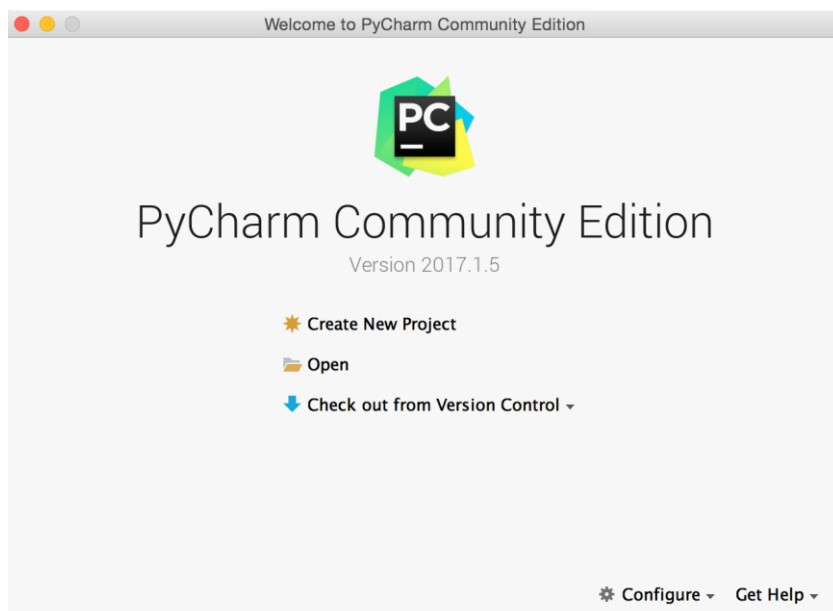 Welcome to PyCharm Community Edition
PC
PyCharm Community Edition
Version 2017.1.5
Create New Project
Open
Check out from Version Control
Configure
Get Help